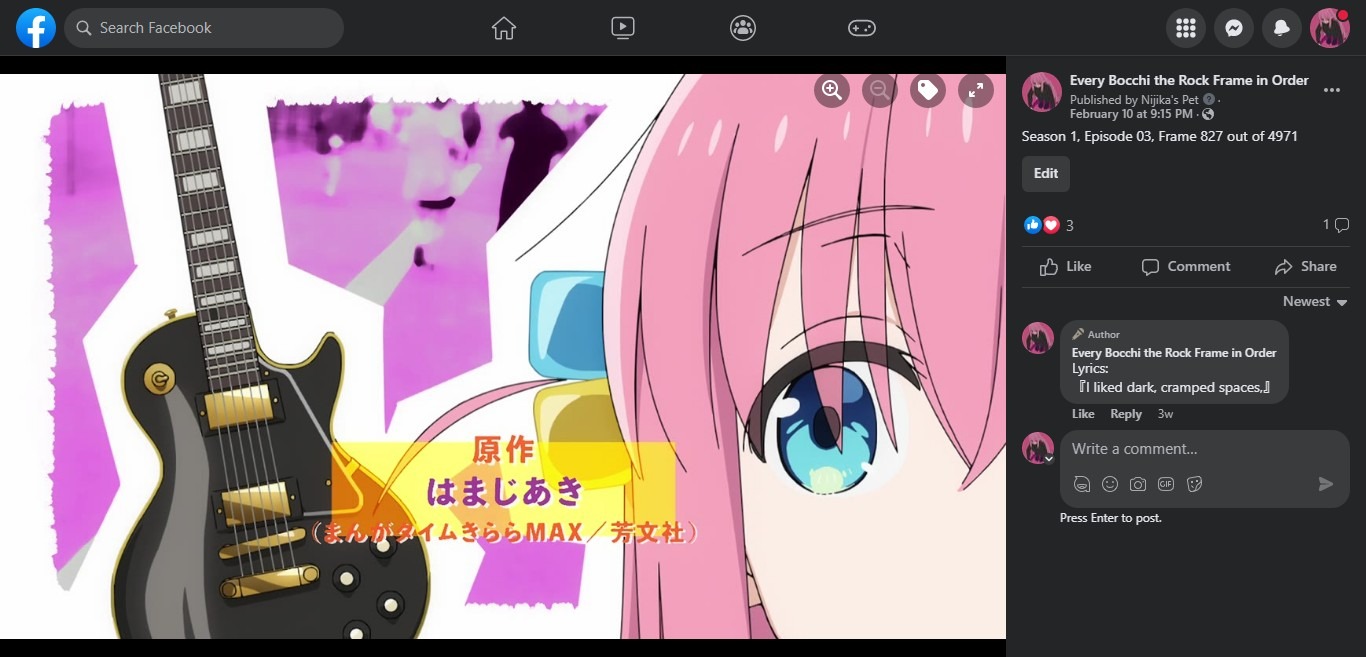 Search Facebook
原作
はまじあき
(まんがタイムきららMAX／芳文社)
Every Bocchi the Rock Frame in Order
Published by Nijika's Pet ·
February 10 at 9:15 PM ·
Season 1, Episode 03, Frame 827 out of 4971
Edit
3
1
Like
Comment
Share
Newest
Author
Every Bocchi the Rock Frame in Order
Lyrics:
『I liked dark, cramped spaces,』
Like Reply 3w
Write a comment...
GIF
Press Enter to post.